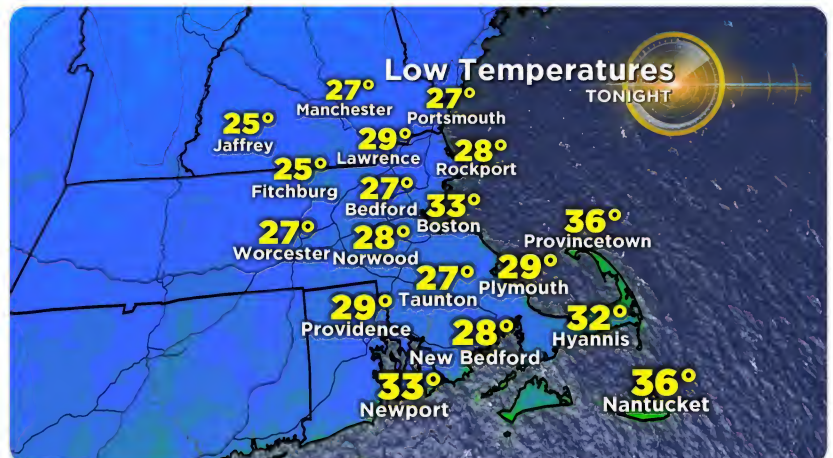 Low Temperatures
TONIGHT
27°
Manchester
27°
Portsmouth
25°
Jaffrey
29°
Lawrence
28°
Rockport
25°
Fitchburg
27°
Bedford
33°
Boston
36°
Provincetown
27°
Worcester
28°
Norwood
29°
Plymouth
27°
Taunton
29°
Providence
28°
New Bedford
32°
Hyannis
33°
Newport
36°
Nantucket